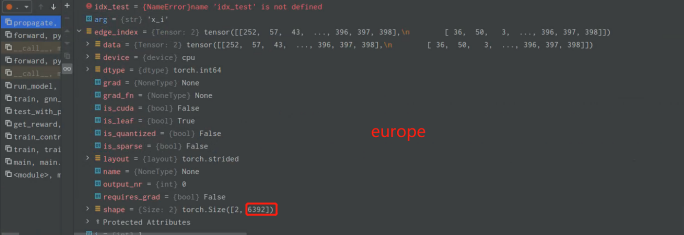 propagate,
forward, py
__call__, m
forward, py
__call__, m
run_model,
train, gnn_
test_with_p
get_reward,
train_contr
train, train
main, main.
<module>, m
idx_test = {NameError}name 'idx_test' is not defined
arg = {str} 'x_i'
edge_index = {Tensor: 2} tensor([[252, 57, 43, ..., 396, 397, 398],\n [ 36, 50, 3, ..., 396, 397, 398]])
data = {Tensor: 2} tensor([[252, 57, 43, ..., 396, 397, 398],\n [ 36, 50, 3, ..., 396, 397, 398]])
device = {device} cpu
dtype = {dtype} torch.int64
grad = {NoneType} None
grad_fn = {NoneType} None
is_cuda = {bool} False
is_leaf = {bool} True
is_quantized = {bool} False
is_sparse = {bool} False
layout = {layout} torch.strided
name = {NoneType} None
output_nr = {int} 0
requires_grad = {bool} False
shape = {Size: 2} torch.Size([2, 6392])
Protected Attributes
europe